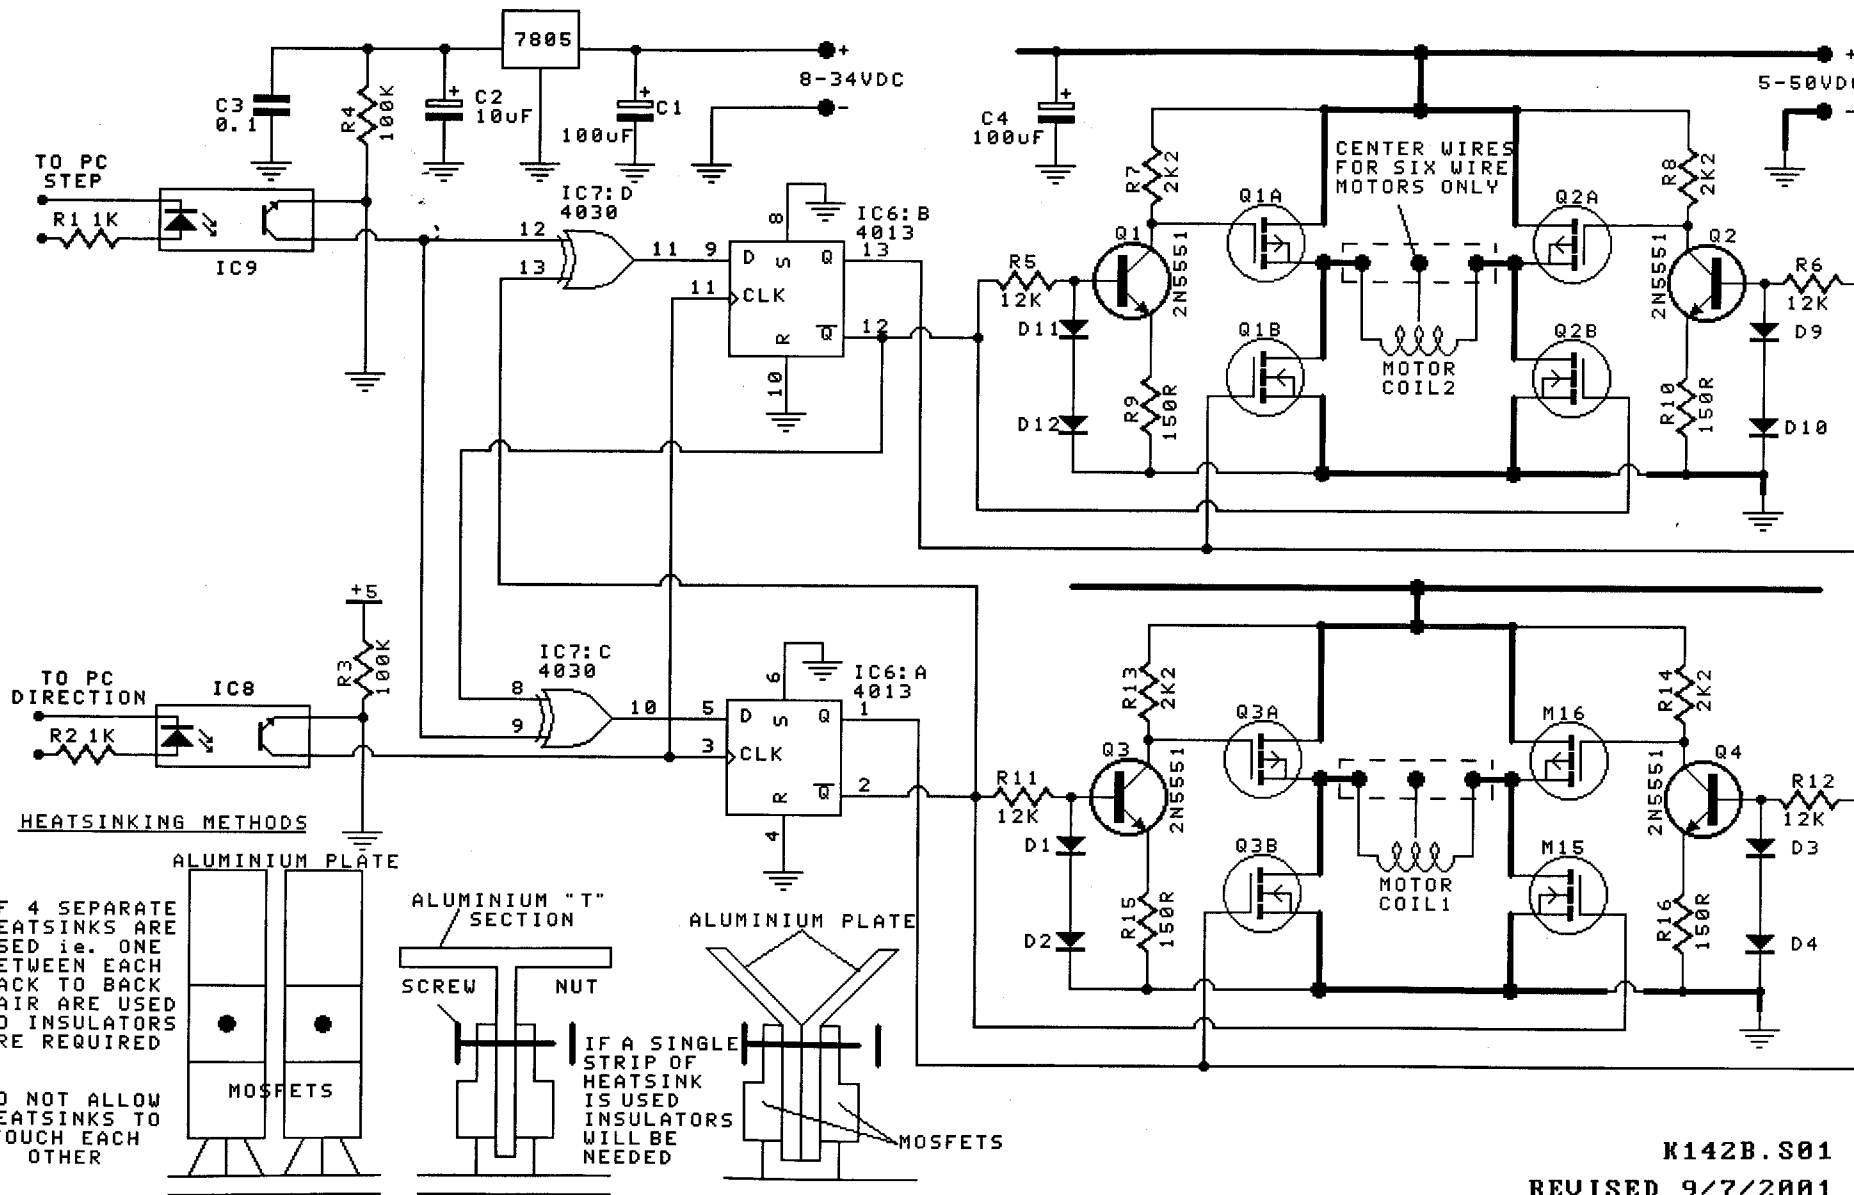 7805
+
8-34VDC
-
C3
0.1
R4
100K
+
C2
10uF
+
C1
100uF
TO PC
STEP
R1 1K
IC9
IC7:D
4030
12
13
11
9
8
IC6:B
4013
13
D
S
Q
11
CLK
12
R
Q
10
+
5-50VDC
-
+
C4
100uF
CENTER WIRES
FOR SIX WIRE
MOTORS ONLY
R7
2K2
R8
2K2
Q1A
Q2A
Q1
2N5551
Q2
2N5551
R5
12K
R6
12K
D11
D9
Q1B
Q2B
MOTOR
COIL2
R9
150R
R10
150R
D12
D10
+5
R3
100K
TO PC
DIRECTION
IC8
R2 1K
IC7:C
4030
8
9
10
5
6
IC6:A
4013
1
D
S
Q
3
CLK
2
R
Q
4
R13
2K2
R14
2K2
Q3A
M16
Q3
2N5551
Q4
2N5551
R11
12K
R12
12K
D1
D3
Q3B
M15
MOTOR
COIL1
R15
150R
R16
150R
D2
D4
HEATSINKING METHODS
ALUMINIUM PLATE
F 4 SEPARATE
EATSINKS ARE
SED ie. ONE
ETWEEN EACH
ACK TO BACK
AIR ARE USED
O INSULATORS
RE REQUIRED
O NOT ALLOW
EATSINKS TO
OUCH EACH
OTHER
MOSFETS
ALUMINIUM "T"
SECTION
SCREW
NUT
IF A SINGLE
STRIP OF
HEATSINK
IS USED
INSULATORS
WILL BE
NEEDED
ALUMINIUM PLATE
MOSFETS
K142B.S01
REVISED 9/7/2001